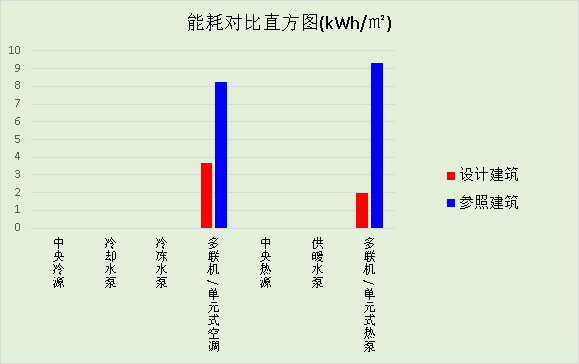 能耗对比直方图(kWh/㎡)
10
9
8
7
6
5
4
3
2
1
0
中央冷源
冷却水泵
冷冻水泵
多联机/单元式空调
中央热源
供暖水泵
多联机/单元式热泵
设计建筑
参照建筑